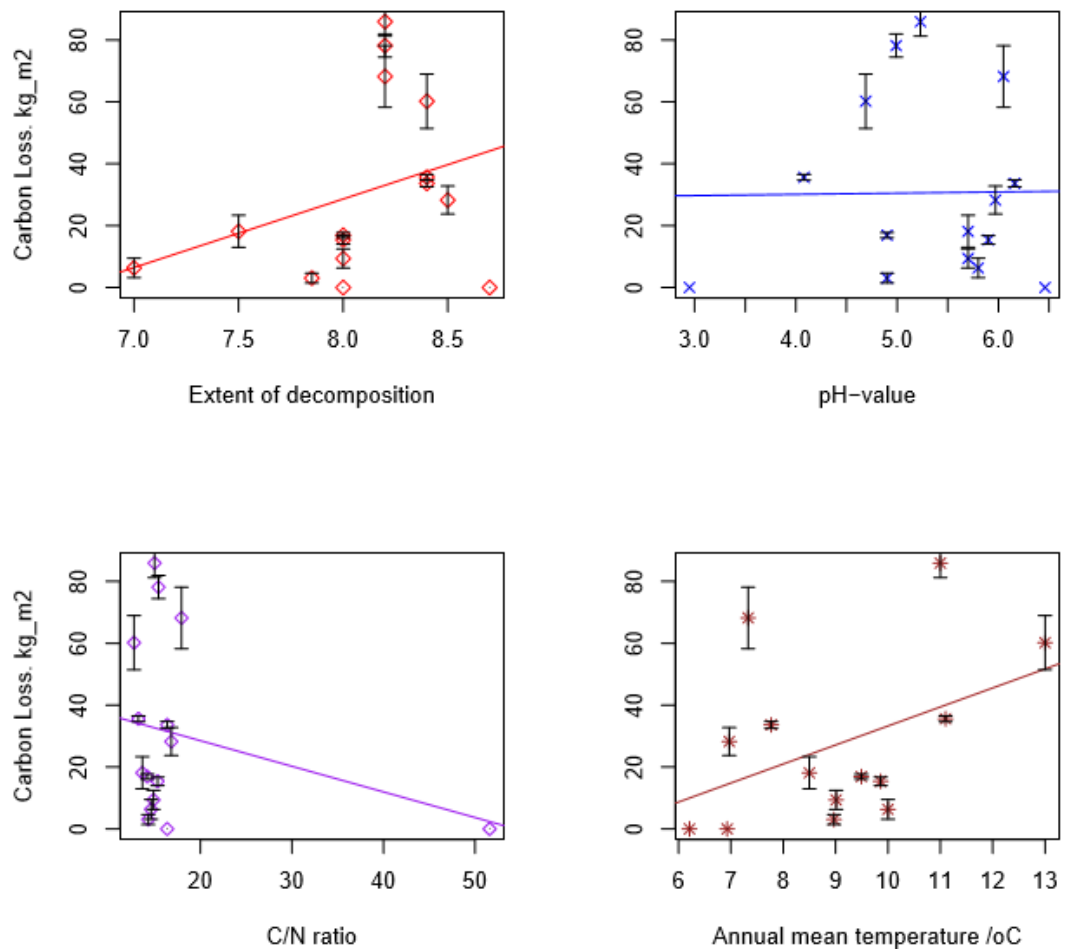 Carbon Loss. kg_m2
0 20 40 60 80
7.0 7.5 8.0 8.5
Extent of decomposition
0 20 40 60 80
3.0 4.0 5.0 6.0
pH−value
Carbon Loss. kg_m2
0 20 40 60 80
20 30 40 50
C/N ratio
0 20 40 60 80
6 7 8 9 10 11 12 13
Annual mean temperature /oC